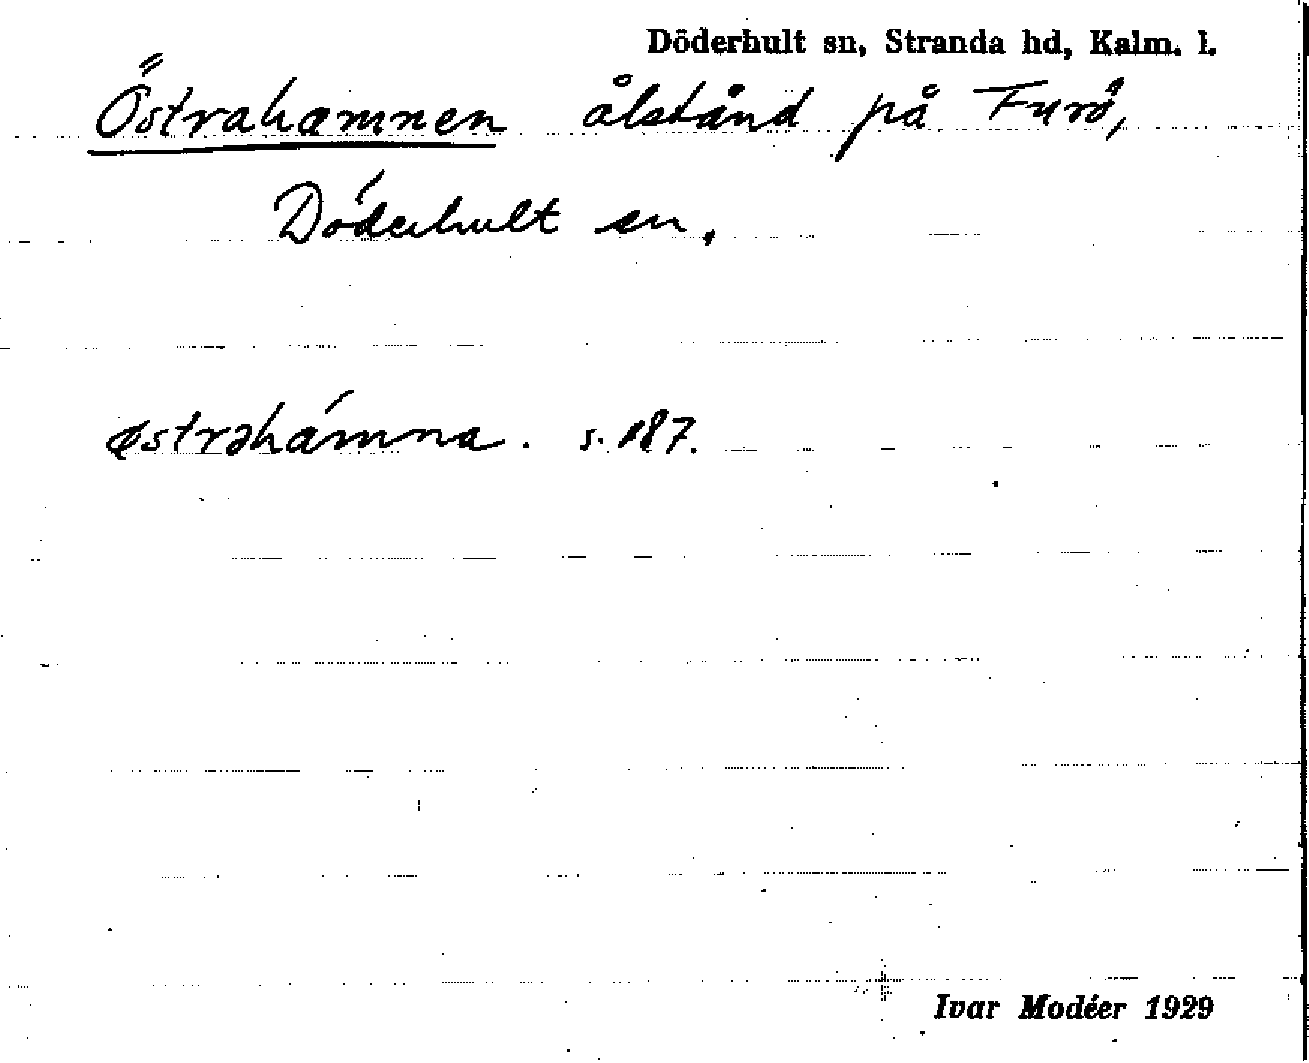 Döderhult sn, Stranda hd, Kalm. l.
Östrahamnen ålstånd på Furö,
Döderhult sn.
østrəhámna. s. 187.
Ivar Modéer 1929